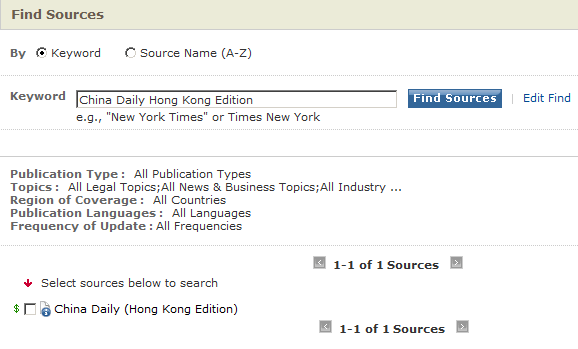 Find Sources
By Keyword Source Name (A-Z)
Keyword China Daily Hong Kong Edition Find Sources | Edit Find
e.g., "New York Times" or Times New York
Publication Type : All Publication Types
Topics : All Legal Topics;All News & Business Topics;All Industry ...
Region of Coverage : All Countries
Publication Languages : All Languages
Frequency of Update : All Frequencies
1-1 of 1 Sources
Select sources below to search
$ China Daily (Hong Kong Edition)
1-1 of 1 Sources